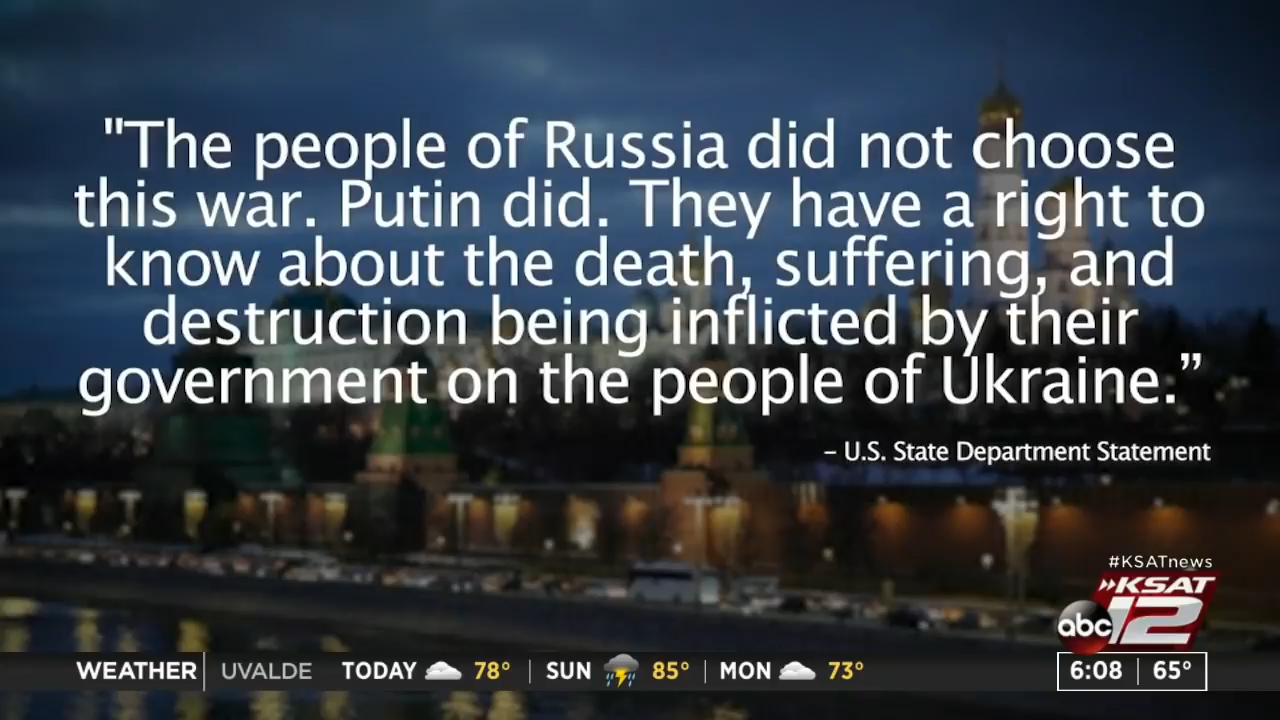 "The people of Russia did not choose
this war. Putin did. They have a right to
know about the death, suffering, and
destruction being inflicted by their
government on the people of Ukraine.”
– U.S. State Department Statement
#KSATnews
KSAT
abc 12
WEATHER UVALDE TODAY 78° SUN 85° MON 73° 6:08 65°